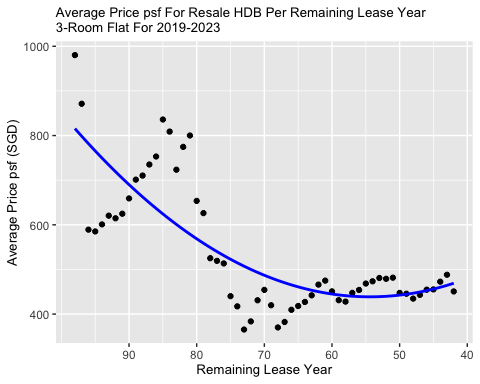 Average Price psf For Resale HDB Per Remaining Lease Year
3-Room Flat For 2019-2023
1000
800
600
400
Average Price psf (SGD)
90 80 70 60 50 40
Remaining Lease Year